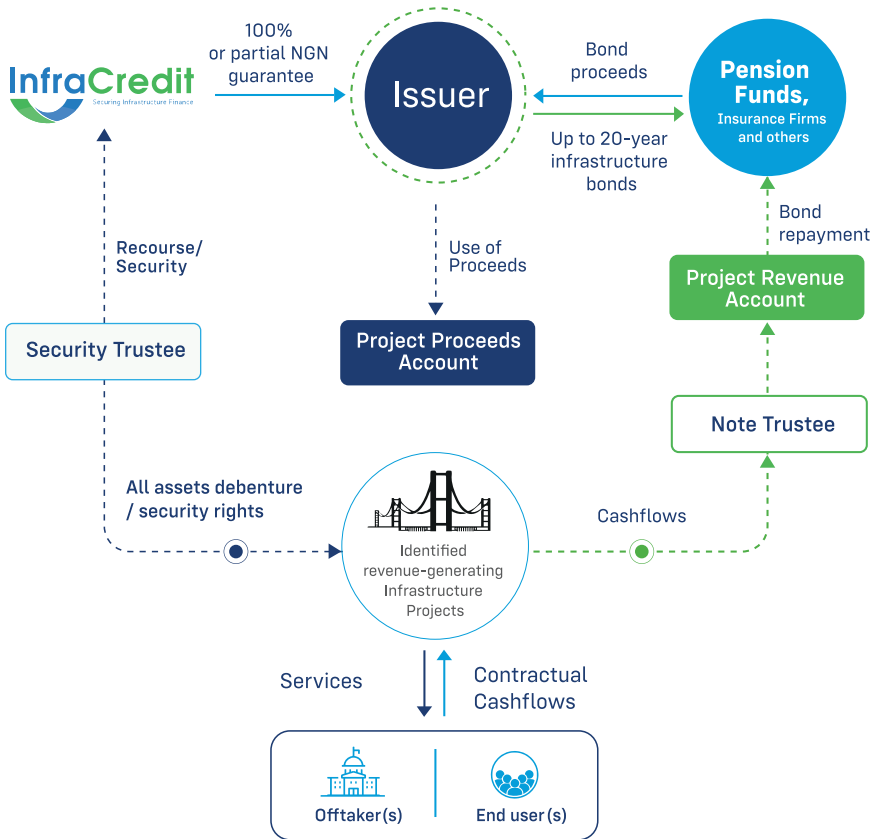 100%
or partial NGN
guarantee
InfraCredit
Securing Infrastructure Finance
Issuer
Bond
proceeds
Up to 20-year
infrastructure
bonds
Pension
Funds,
Insurance Firms
and others
Recourse/
Security
Use of
Proceeds
Bond
repayment
Project Revenue
Account
Security Trustee
Project Proceeds
Account
Note Trustee
All assets debenture
/ security rights
Identified
revenue-generating
Infrastructure
Projects
Cashflows
Services
Contractual
Cashflows
Offtaker(s)
End user(s)